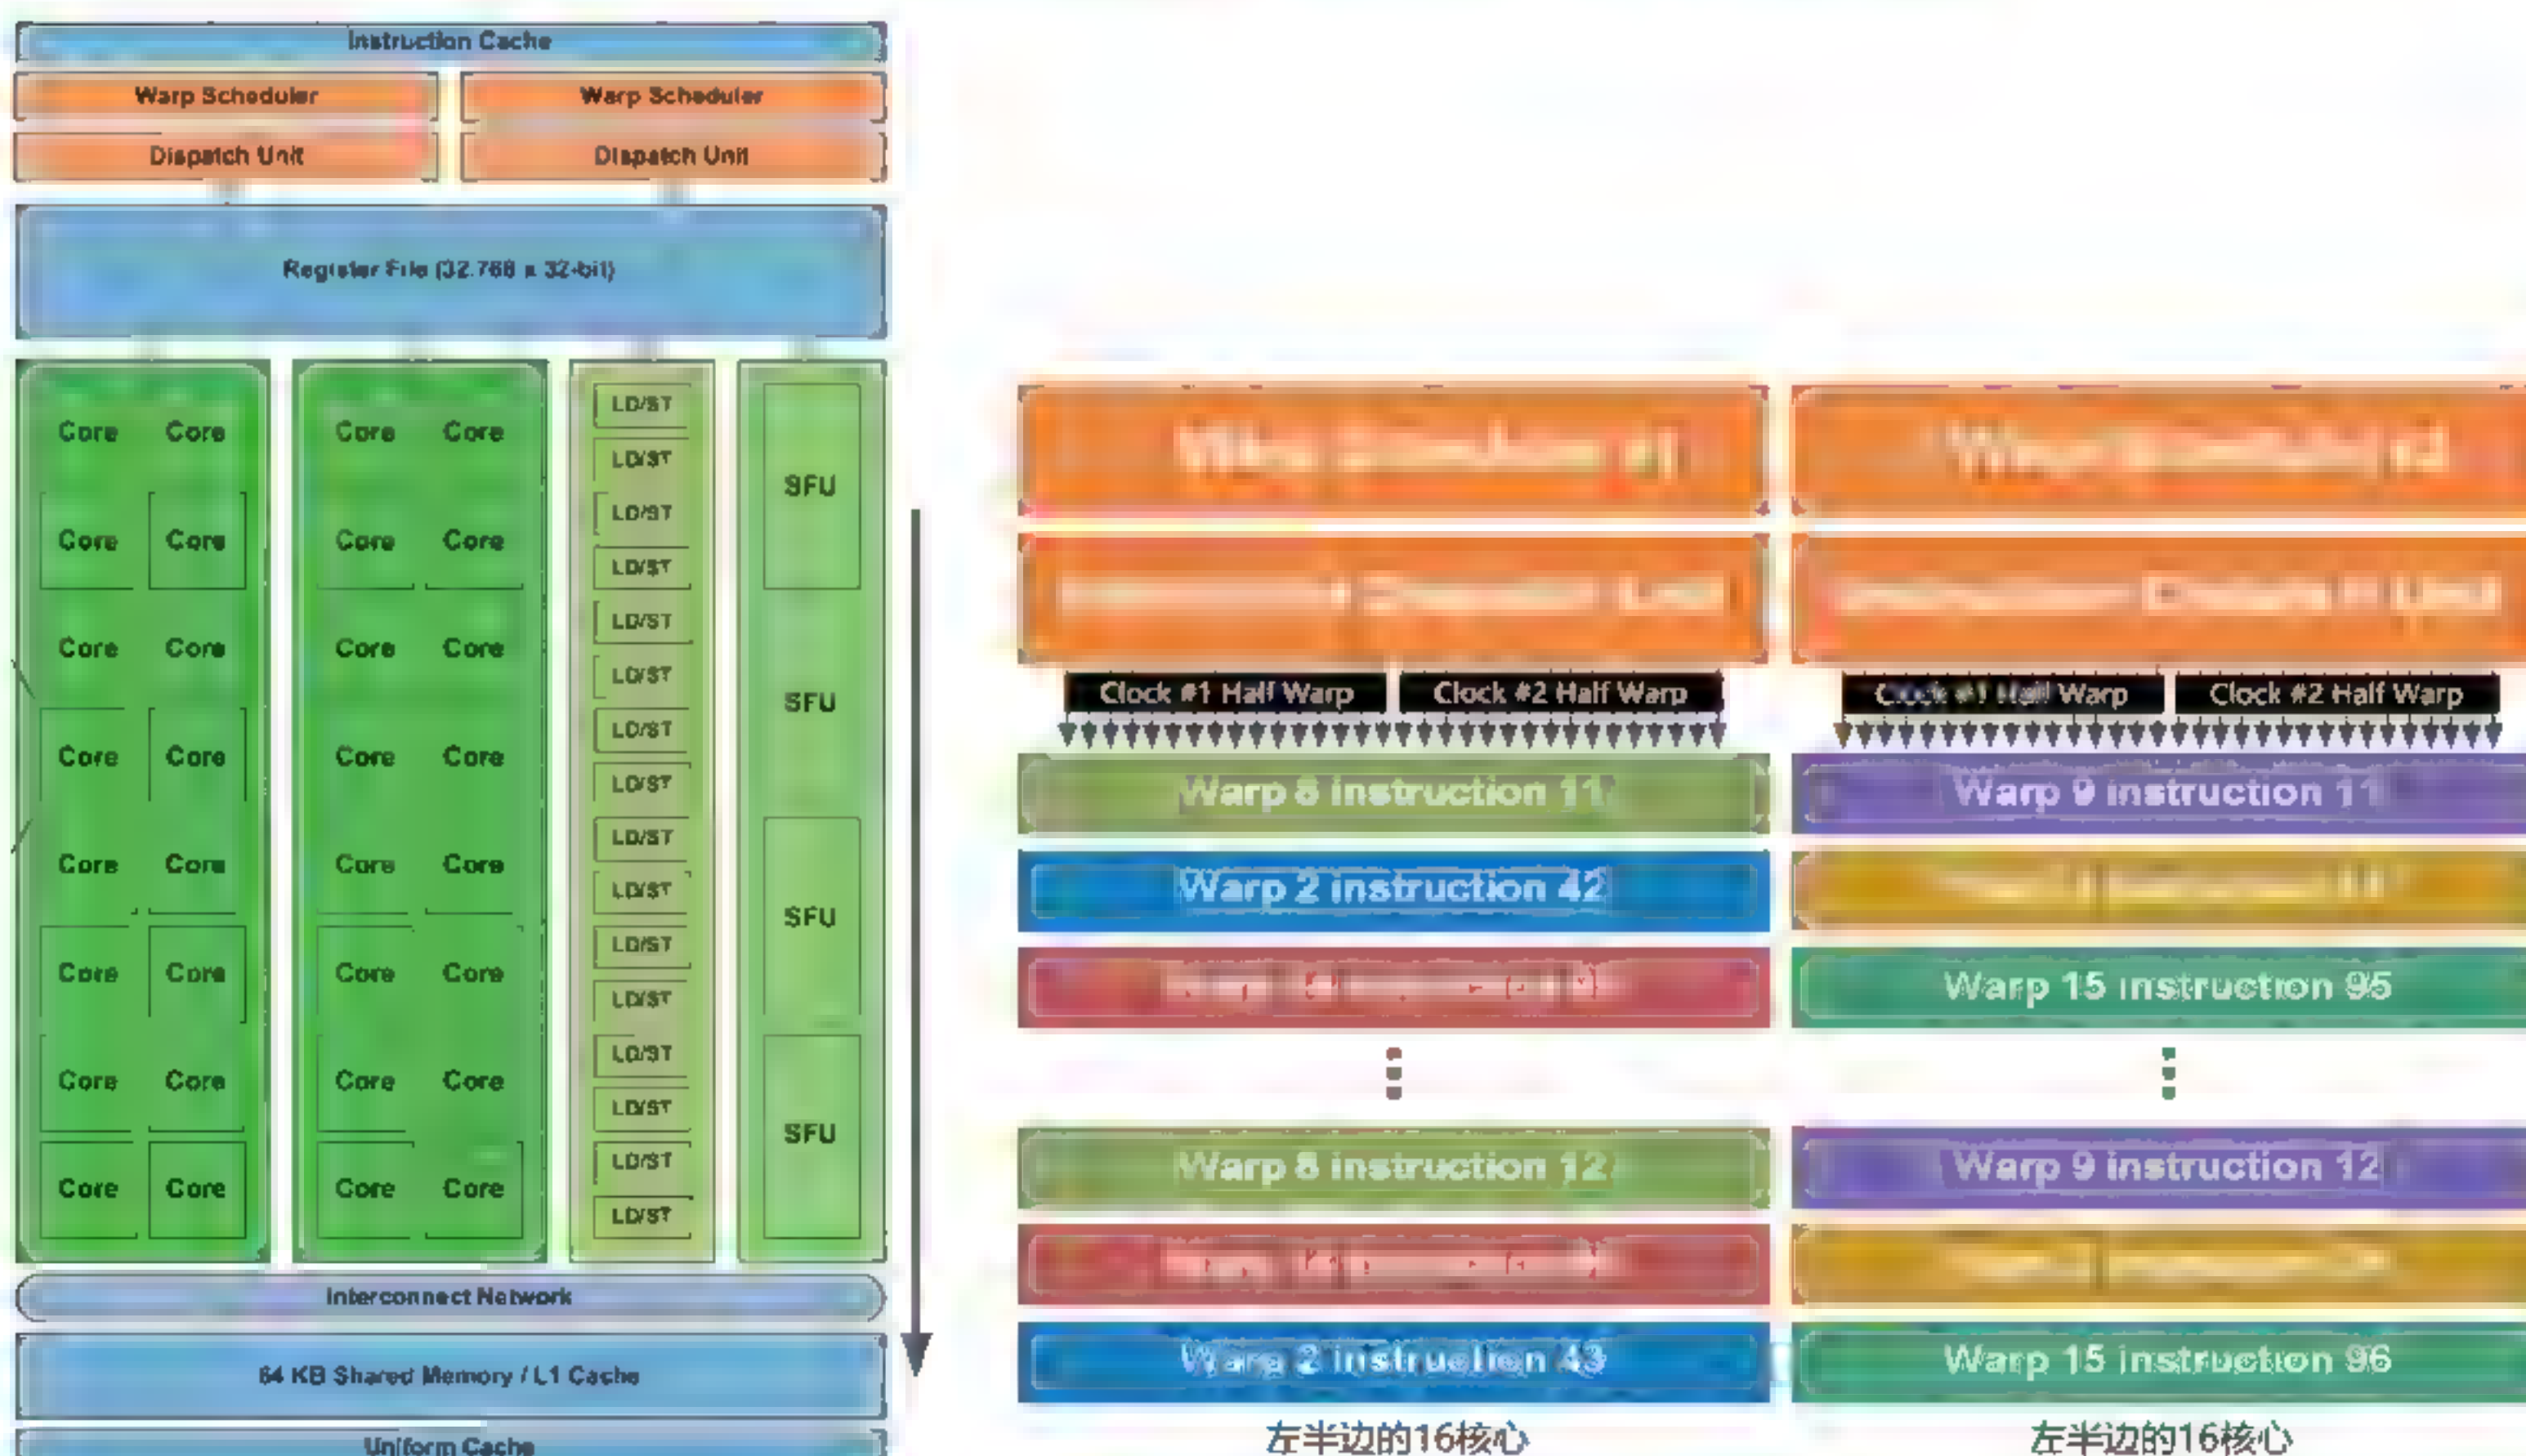 Instruction Cache
Warp Scheduler Warp Scheduler
Dispatch Unit Dispatch Unit
Register File (32.768 x 32-bit)
Core Core Core Core LD/ST
LD/ST
SFU
Core Core Core Core LD/ST
LD/ST
Core Core Core Core LD/ST
LD/ST
SFU
Core Core Core Core LD/ST
LD/ST
Core Core Core Core LD/ST
LD/ST
SFU
Core Core Core Core LD/ST
LD/ST
Core Core Core Core LD/ST
LD/ST
SFU
Core Core Core Core LD/ST
LD/ST
Interconnect Network
64 KB Shared Memory / L1 Cache
Uniform Cache
Clock #1 Half Warp Clock #2 Half Warp
Warp 8 instruction 11
Warp 2 instruction 42
Warp 8 instruction 12
Warp 2 instruction 43
左半边的16核心
Clock #1 Half Warp Clock #2 Half Warp
Warp 9 instruction 11
Warp 15 instruction 95
Warp 9 instruction 12
Warp 15 instruction 96
左半边的16核心